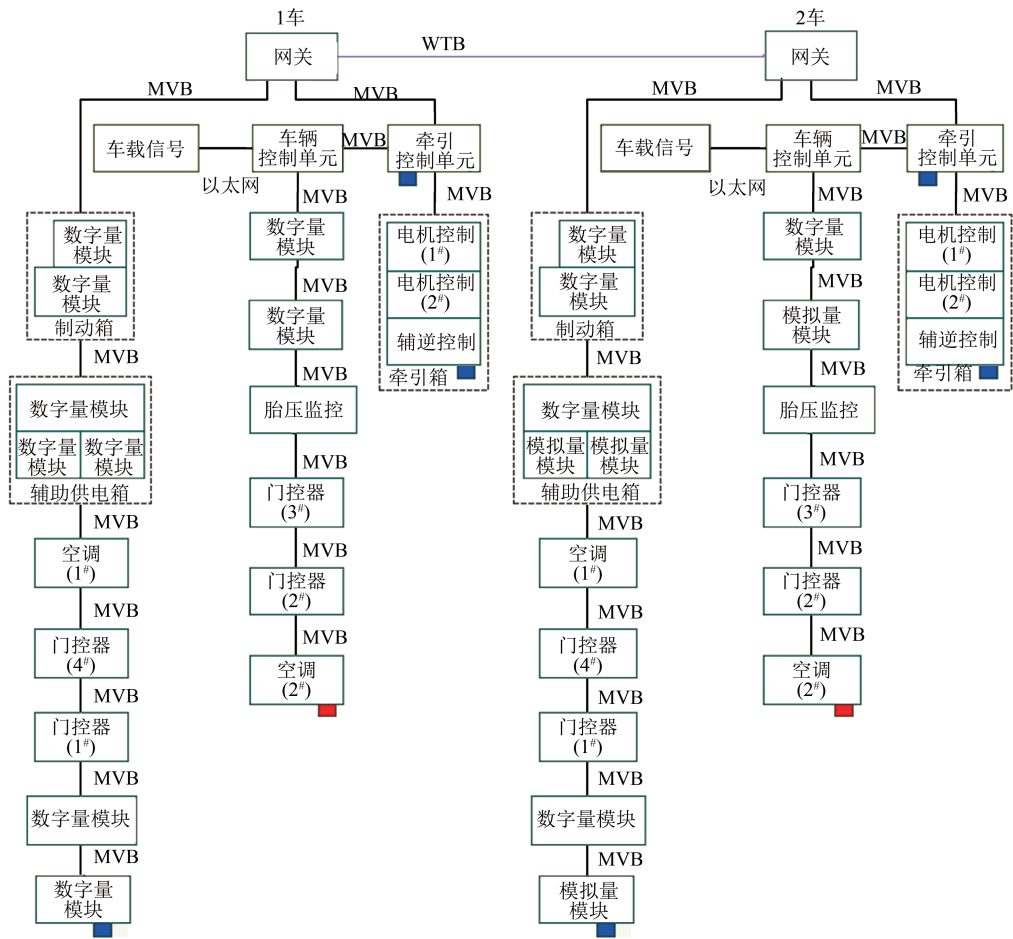 1车
2车
网关
WTB
网关
MVB
MVB
MVB
MVB
车载信号
车辆
控制单元
MVB
牵引
控制单元
车载信号
车辆
控制单元
MVB
牵引
控制单元
以太网
MVB
MVB
以太网
MVB
MVB
数字量
模块
数字量
模块
制动箱
数字量
模块
电机控制
(1#)
电机控制
(2#)
辅逆控制
牵引箱
数字量
模块
数字量
模块
制动箱
数字量
模块
电机控制
(1#)
电机控制
(2#)
辅逆控制
牵引箱
MVB
数字量
模块
MVB
模拟量
模块
MVB
MVB
MVB
MVB
数字量模块
数字量
模块
数字量
模块
辅助供电箱
胎压监控
数字量模块
模拟量
模块
模拟量
模块
辅助供电箱
胎压监控
MVB
MVB
门控器
(3#)
门控器
(3#)
MVB
MVB
空调
(1#)
MVB
门控器
(2#)
空调
(1#)
MVB
门控器
(2#)
MVB
MVB
MVB
MVB
门控器
(4#)
空调
(2#)
门控器
(4#)
空调
(2#)
MVB
MVB
门控器
(1#)
门控器
(1#)
MVB
MVB
数字量模块
数字量模块
MVB
MVB
数字量
模块
模拟量
模块